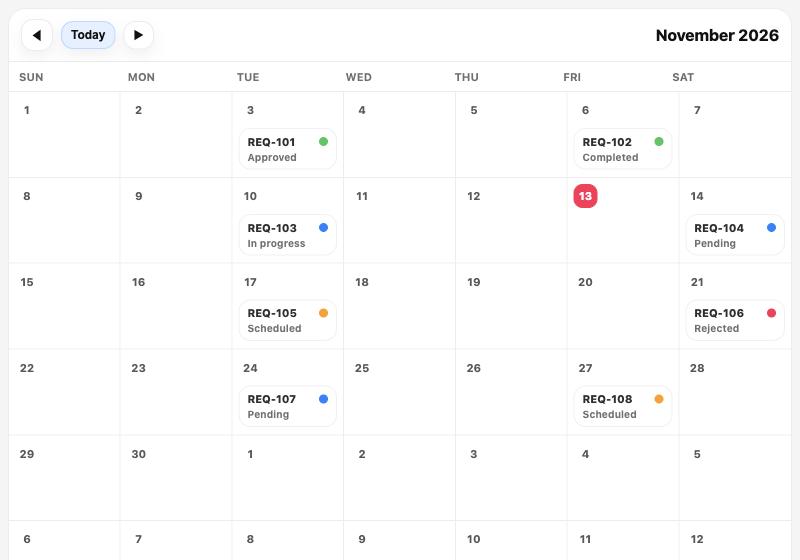 Today
November 2026
SUN MON TUE WED THU FRI SAT
1 2 3 4 5 6 7
REQ-101 REQ-102
Approved Completed
8 9 10 11 12 13 14
REQ-103 REQ-104
In progress Pending
15 16 17 18 19 20 21
REQ-105 REQ-106
Scheduled Rejected
22 23 24 25 26 27 28
REQ-107 REQ-108
Pending Scheduled
29 30 1 2 3 4 5
6 7 8 9 10 11 12